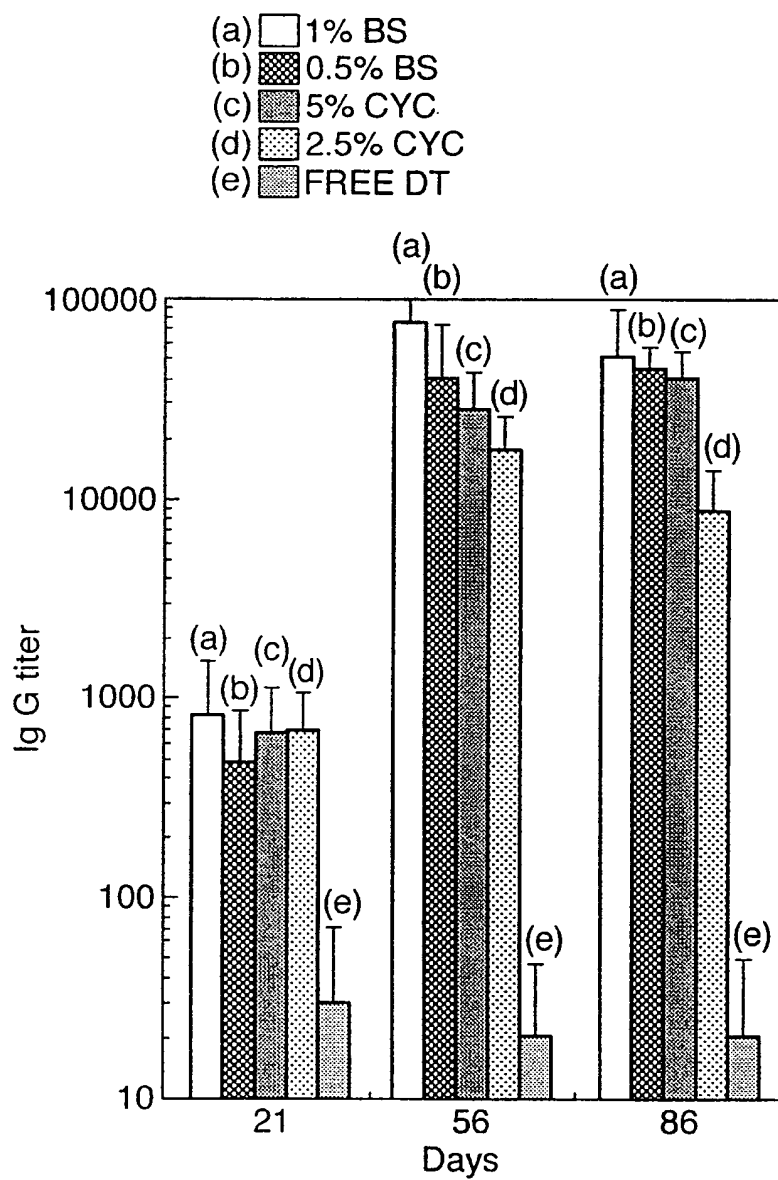 (a) 1% BS
(b) 0.5% BS
(c) 5% CYC
(d) 2.5% CYC
(e) FREE DT
(a) (b) (c) (d) (a) (b) (c) (d)
100000
10000
(a) (b) (c) (d)
1000
Ig G titer
100
(e) (e) (e)
10
21 56 86
Days